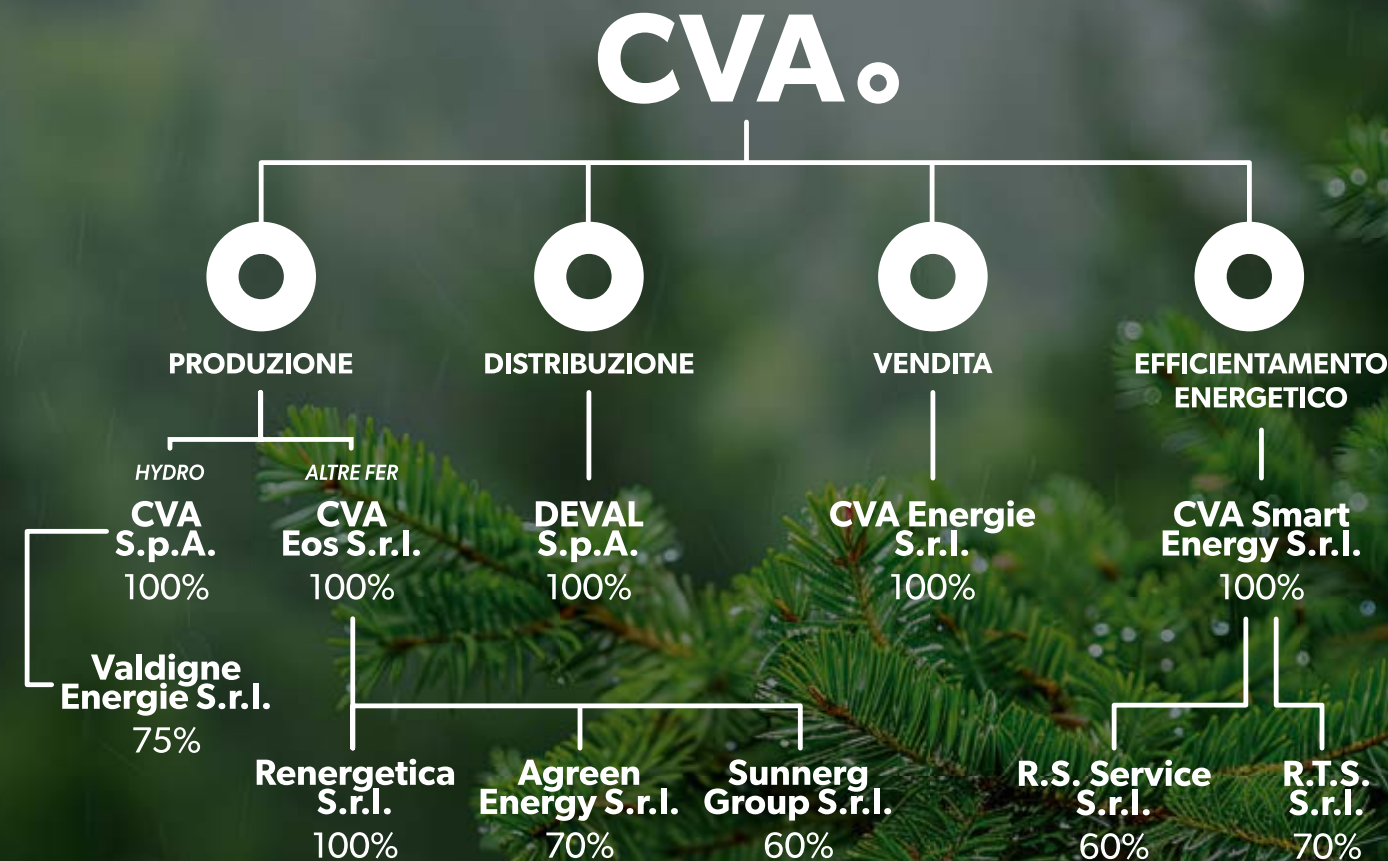 CVA
PRODUZIONE
DISTRIBUZIONE
VENDITA
EFFICIENTAMENTO
ENERGETICO
HYDRO
ALTRE FER
CVA
S.p.A.
100%
CVA
Eos S.r.l.
100%
DEVAL
S.p.A.
100%
CVA Energie
S.r.l.
100%
CVA Smart
Energy S.r.l.
100%
Valdigne
Energie S.r.l.
75%
Renergetica
S.r.l.
100%
Agreen
Energy S.r.l.
70%
Sunnerg
Group S.r.l.
60%
R.S. Service
S.r.l.
60%
R.T.S.
S.r.l.
70%